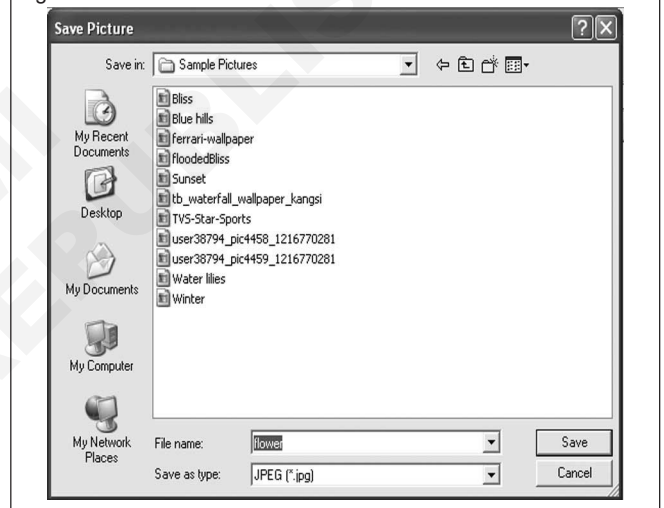 Save Picture
Save in: Sample Pictures
My Recent Documents
Desktop
My Documents
My Computer
My Network Places
Bliss
Blue hills
ferrari-wallpaper
floodedBliss
Sunset
tb_waterfall_wallpaper_kangsi
TVS-Star-Sports
user38794_pic4458_1216770281
user38794_pic4459_1216770281
Water lilies
Winter
File name: flower
Save
Save as type: JPEG (*.jpg)
Cancel